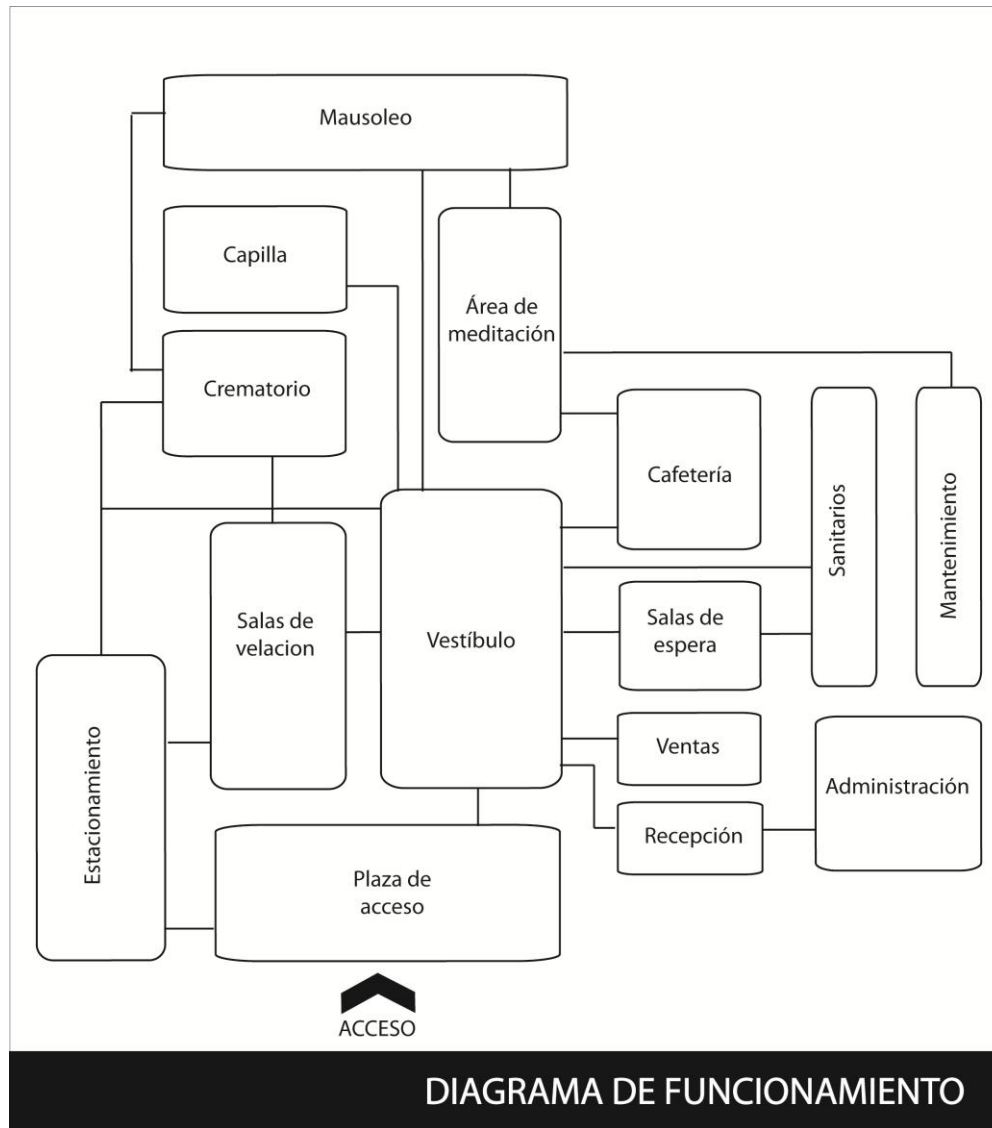 Mausoleo
Capilla
Área de
meditación
Crematorio
Cafetería
Sanitarios
Mantenimiento
Salas de
velacion
Vestíbulo
Salas de
espera
Estacionamiento
Ventas
Administración
Recepción
Plaza de
acceso
ACCESO
DIAGRAMA DE FUNCIONAMIENTO